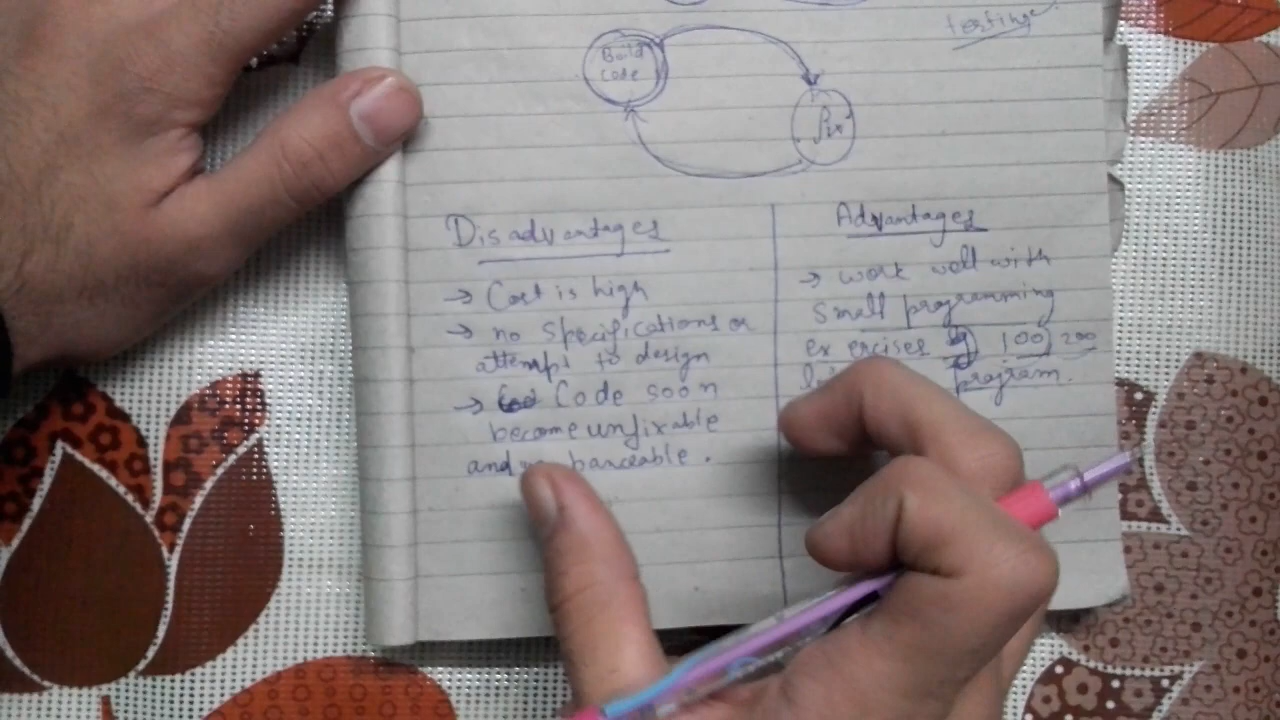 testing
Build
Code
fix
Disadvantages
→ Cost is high
→ no specifications or
attempt to design
→ Code soon
become unfixable
and
Advantages
→ work well with
small programming
exercises 100, 200
program.